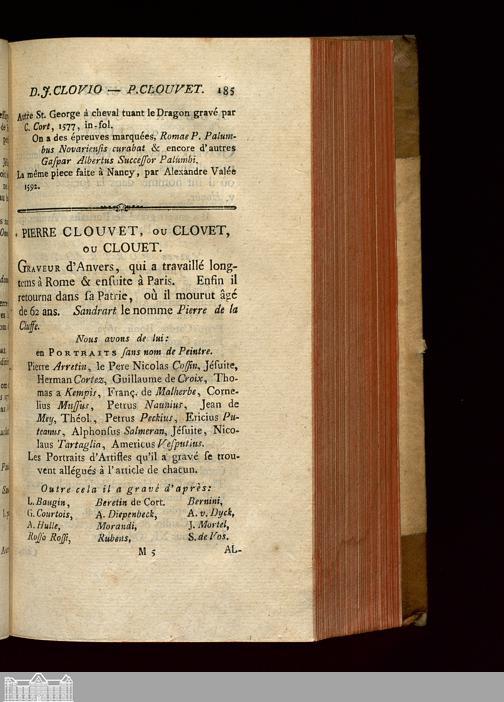 D. J. CLOVIO — P. CLOUVET. 185
Autre St. George à cheval tuant le Dragon gravé par
C. Cort, 1577, in-fol.
On a des épreuves marquées, Romae P. Palum-
bus Novariensis curabat & encore d'autres
Gaspar Albertus Successor Palumbi.
La même piece faite à Nancy, par Alexandre Valée
1592.
PIERRE CLOUVET, OU CLOVET,
OU CLOUET.
GRAVEUR d'Anvers, qui a travaillé long-
tems à Rome & ensuite à Paris. Enfin il
retourna dans sa Patrie, où il mourut âgé
de 62 ans. Sandrart le nomme Pierre de la
Cluffe.
Nous avons de lui:
en PORTRAITS sans nom de Peintre.
Pierre Arretin, le Pere Nicolas Cossin, Jésuite,
Herman Cortez, Guillaume de Croix, Tho-
mas a Kempis, Franç. de Malherbe, Corne-
lius Mussius, Petrus Naunius, Jean de
Mey, Théol., Petrus Peckius, Ericius Pu-
teanus, Alphonsus Salmeran, Jésuite, Nico-
laus Tartaglia, Americus Vesputius.
Les Portraits d'Artistes qu'il a gravé se trou-
vent allégués à l'article de chacun.
Outre cela il a gravé d'après:
L. Baugin, Beretin de Cort. Bernini,
G. Courtois, A. Diepenbeck, A. v. Dyck,
A. Hulle, Morandi, J. Mortel,
Rosso Rossi, Rubens, S. de Vos.
M 5 AL-